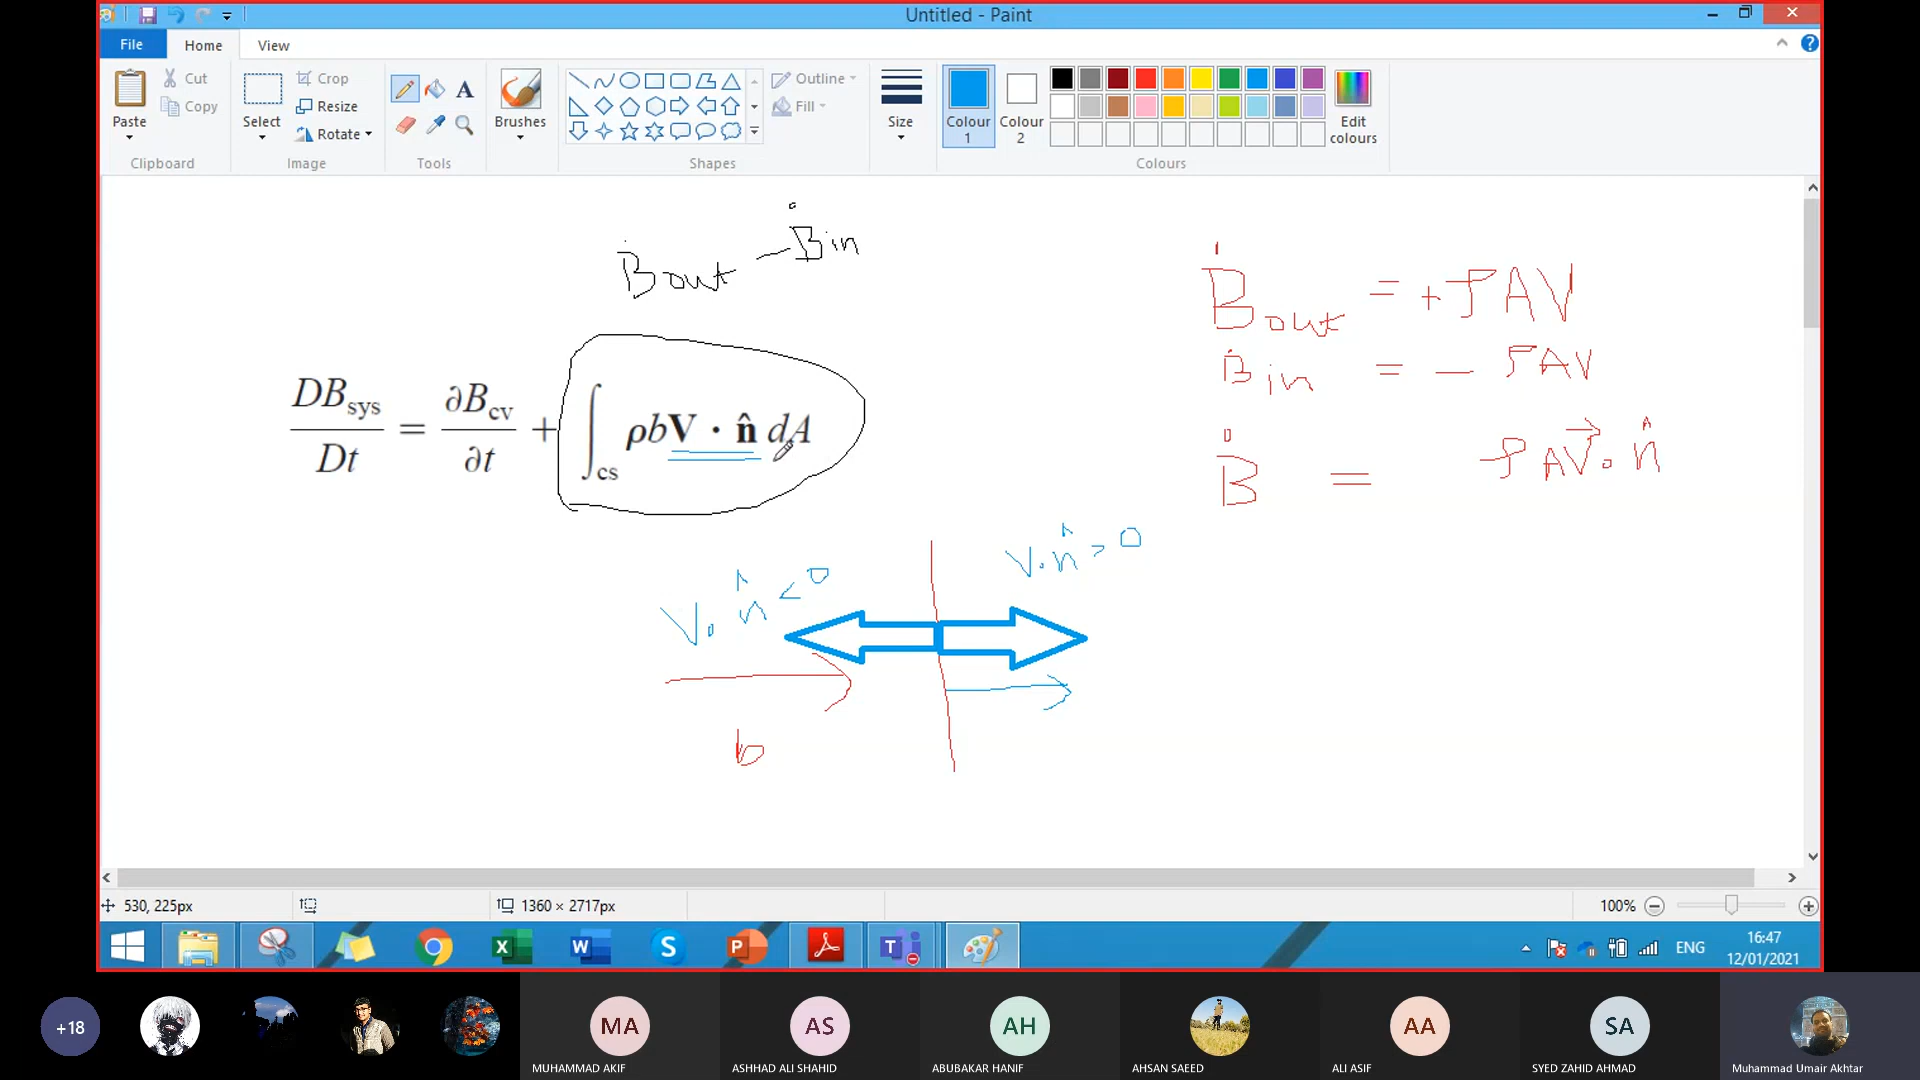 Untitled - Paint
File Home View
Paste
Cut
Copy
Clipboard
Select
Crop
Resize
Rotate
Image
Tools
Brushes
Shapes
Outline
Fill
Size
Colour 1
Colour 2
Edit colours
Colours
Ḃout - Ḃin
DBsys/Dt = ∂Bcv/∂t + ∫cs ρbV · n̂ dA
Ḃout = + ρAV
Ḃin = - ρAV
Ḃ = ρAV⃗ · n̂
V. n̂ < 0
V. n̂ > 0
b
530, 225px
1360 × 2717px
100%
ENG
16:47
12/01/2021
+18
MA
AS
AH
AA
SA
MUHAMMAD AKIF
ASHHAD ALI SHAHID
ABUBAKAR HANIF
AHSAN SAEED
ALI ASIF
SYED ZAHID AHMAD
Muhammad Umair Akhtar